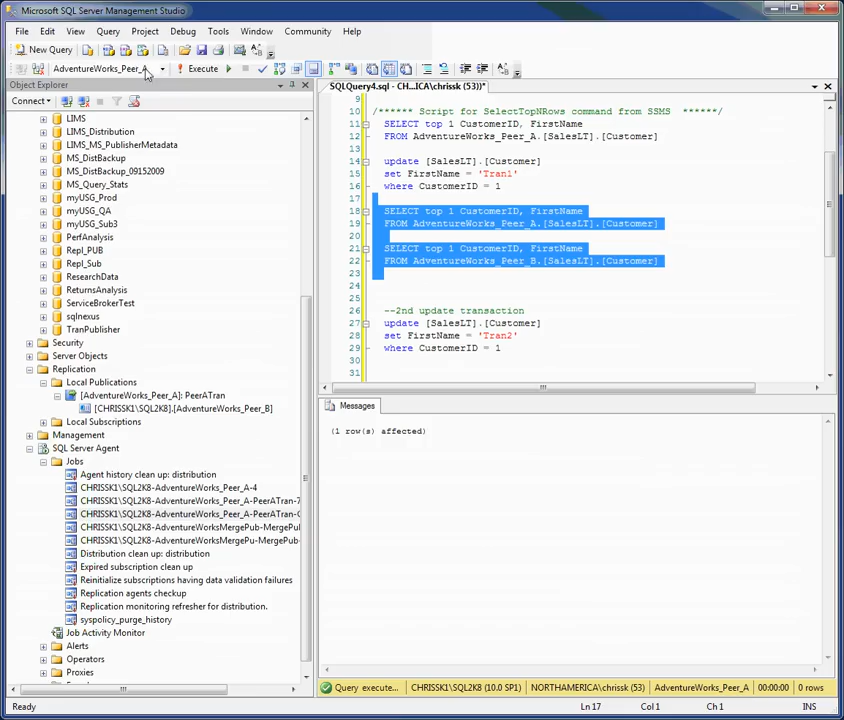 Microsoft SQL Server Management Studio
File Edit View Query Project Debug Tools Window Community Help
New Query
AdventureWorks_Peer_A Execute
Object Explorer
Connect
LIMS
LIMS_Distribution
LIMS_MS_PublisherMetadata
MS_DistBackup
MS_DistBackup_09152009
MS_Query_Stats
myUSG_Prod
myUSG_QA
myUSG_Sub3
PerfAnalysis
Repl_PUB
Repl_Sub
ResearchData
ReturnsAnalysis
ServiceBrokerTest
sqlnexus
TranPublisher
Security
Server Objects
Replication
Local Publications
[AdventureWorks_Peer_A]: PeerATran
[CHRISSK1\SQL2K8].[AdventureWorks_Peer_B]
Local Subscriptions
Management
SQL Server Agent
Jobs
Agent history clean up: distribution
CHRISSK1\SQL2K8-AdventureWorks_Peer_A-4
CHRISSK1\SQL2K8-AdventureWorks_Peer_A-PeerATran-7
CHRISSK1\SQL2K8-AdventureWorks_Peer_A-PeerATran-C
CHRISSK1\SQL2K8-AdventureWorksMergePub-MergePul
CHRISSK1\SQL2K8-AdventureWorksMergePu-MergePub-
Distribution clean up: distribution
Expired subscription clean up
Reinitialize subscriptions having data validation failures
Replication agents checkup
Replication monitoring refresher for distribution.
syspolicy_purge_history
Job Activity Monitor
Alerts
Operators
Proxies
SQLQuery4.sql - CH...ICA\chrissk (53))*
9
10 /****** Script for SelectTopNRows command from SSMS ******/
11 SELECT top 1 CustomerID, FirstName
12 FROM AdventureWorks_Peer_A.[SalesLT].[Customer]
13
14 update [SalesLT].[Customer]
15 set FirstName = 'Tran1'
16 where CustomerID = 1
17
18 SELECT top 1 CustomerID, FirstName
19 FROM AdventureWorks_Peer_A.[SalesLT].[Customer]
20
21 SELECT top 1 CustomerID, FirstName
22 FROM AdventureWorks_Peer_B.[SalesLT].[Customer]
23
24
25
26 --2nd update transaction
27 update [SalesLT].[Customer]
28 set FirstName = 'Tran2'
29 where CustomerID = 1
30
31
Messages
(1 row(s) affected)
Query execute... CHRISSK1\SQL2K8 (10.0 SP1) NORTHAMERICA\chrissk (53) AdventureWorks_Peer_A 00:00:00 0 rows
Ready Ln 17 Col 1 Ch 1 INS